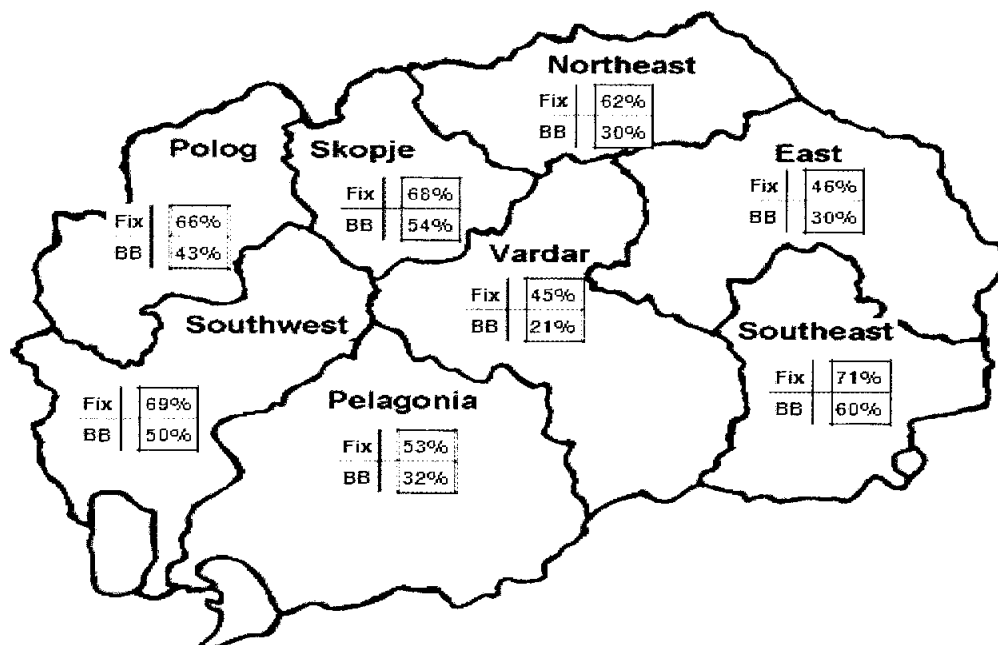 Northeast
Fix 62%
BB 30%
Polog
Fix 66%
BB 43%
Skopje
Fix 68%
BB 54%
East
Fix 46%
BB 30%
Vardar
Fix 45%
BB 21%
Southwest
Fix 69%
BB 50%
Southeast
Fix 71%
BB 60%
Pelagonia
Fix 53%
BB 32%